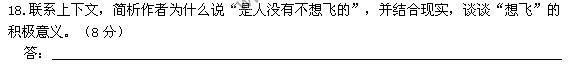 18.联系上下文，简析作者为什么说“是人没有不想飞的”，并结合现实，谈谈“想飞”的
积极意义。（8分）
答：